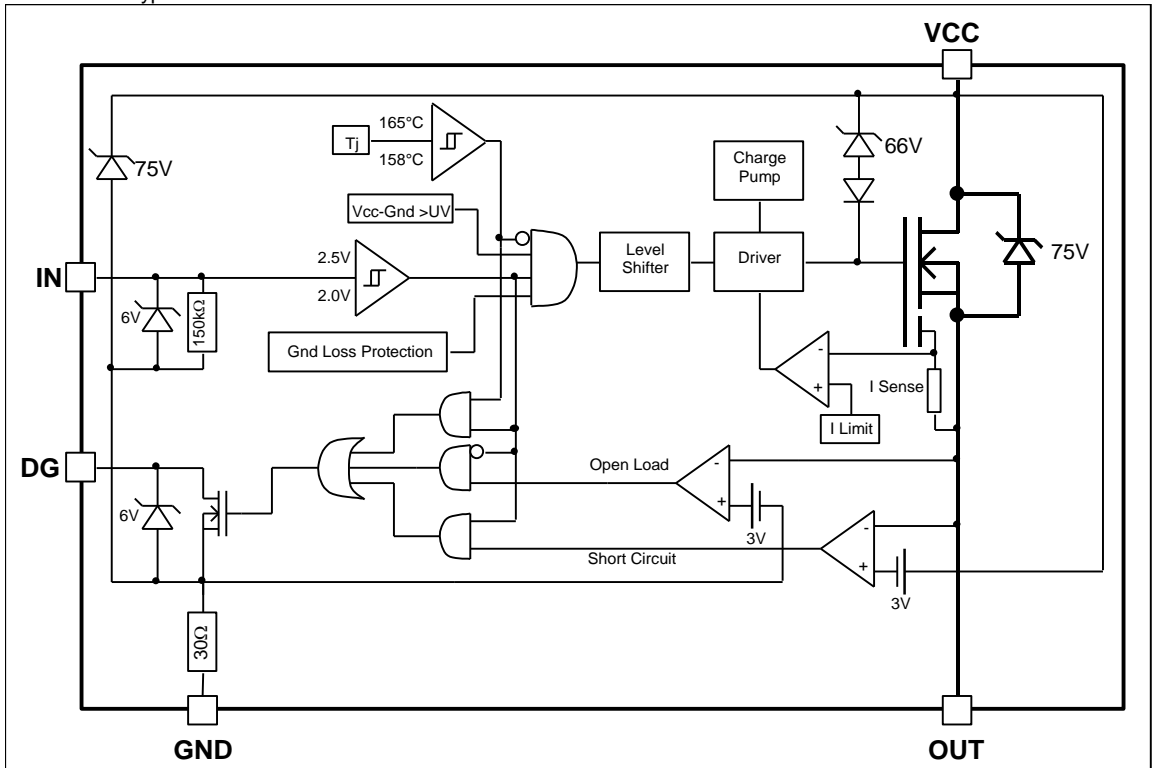 VCC
165°C
Tj
158°C
75V
66V
Charge
Pump
Vcc-Gnd >UV
Level
Shifter
Driver
75V
IN
2.5V
2.0V
6V
150kΩ
Gnd Loss Protection
-
+
I Sense
I Limit
DG
Open Load
-
+
6V
3V
-
+
Short Circuit
3V
30Ω
GND
OUT